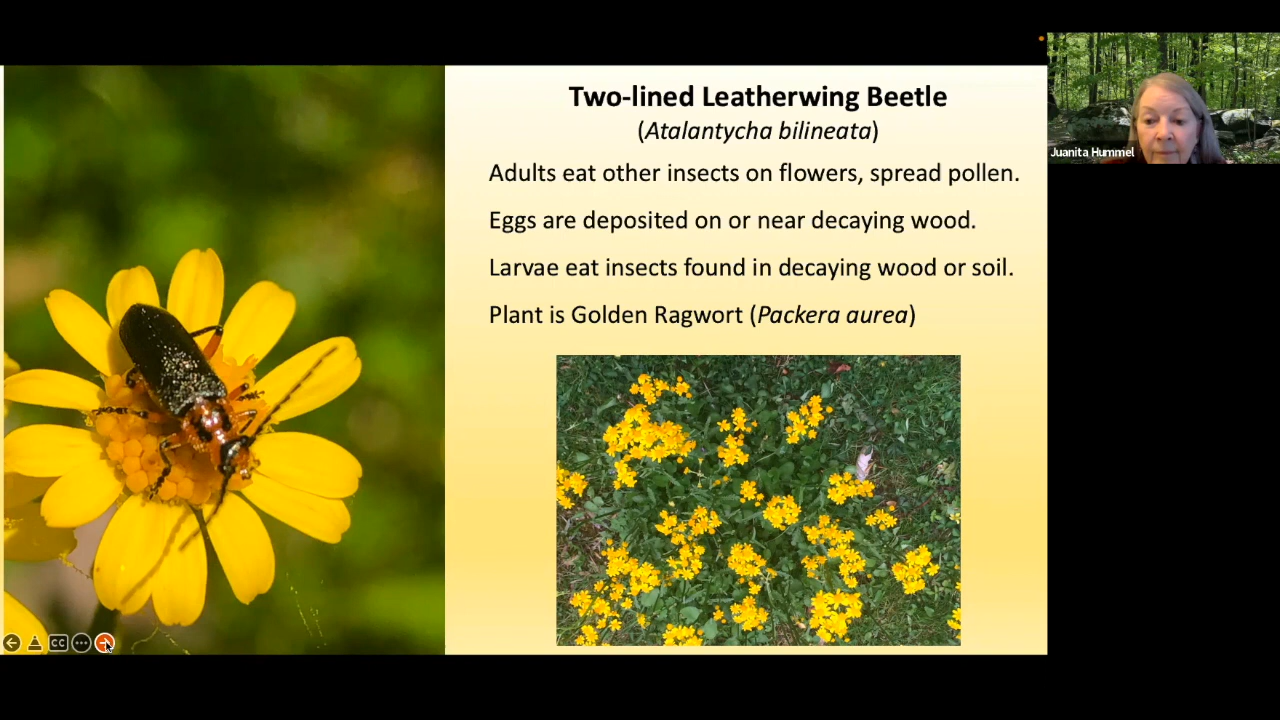 Two-lined Leatherwing Beetle
(Atalantycha bilineata)
Adults eat other insects on flowers, spread pollen.
Eggs are deposited on or near decaying wood.
Larvae eat insects found in decaying wood or soil.
Plant is Golden Ragwort (Packera aurea)
Juanita Hummel
CC